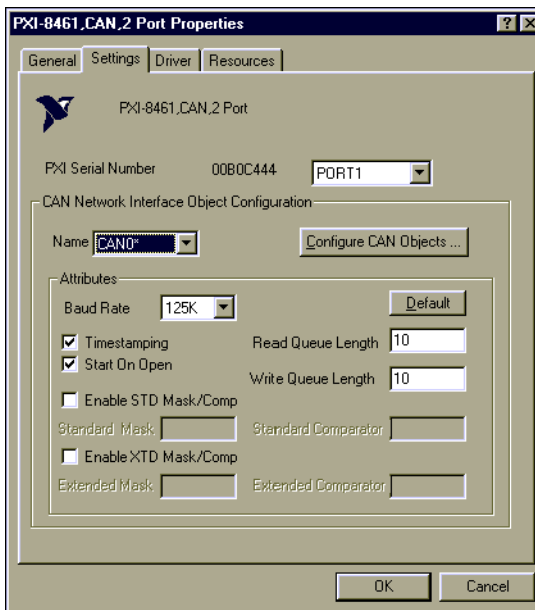 PXI-8461,CAN,2 Port Properties
General Settings Driver Resources
PXI-8461,CAN,2 Port
PXI Serial Number 00B0C444 PORT1
CAN Network Interface Object Configuration
Name CAN0* Configure CAN Objects ...
Attributes
Baud Rate 125K Default
Timestamping Read Queue Length 10
Start On Open
Write Queue Length 10
Enable STD Mask/Comp
Standard Mask Standard Comparator
Enable XTD Mask/Comp
Extended Mask Extended Comparator
OK Cancel